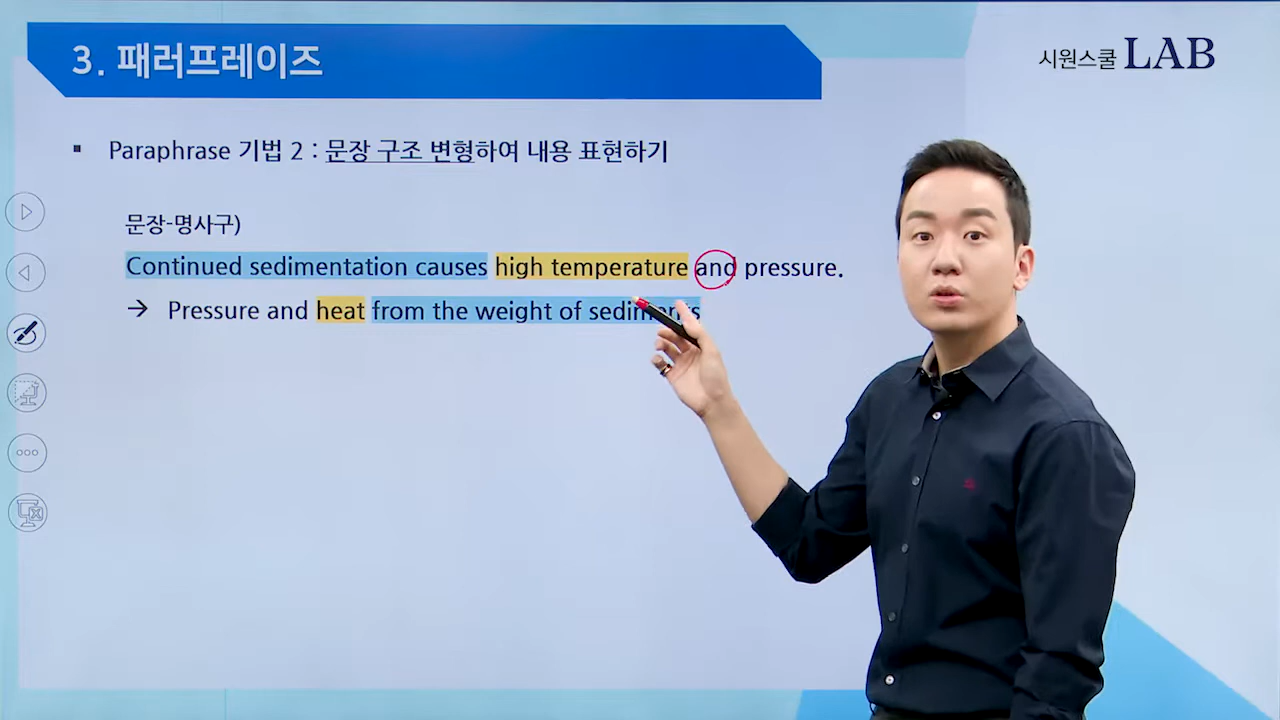 3. 패러프레이즈
시원스쿨 LAB
▪ Paraphrase 기법 2 : 문장 구조 변형하여 내용 표현하기
문장-명사구)
Continued sedimentation causes high temperature and pressure.
→ Pressure and heat from the weight of sediments